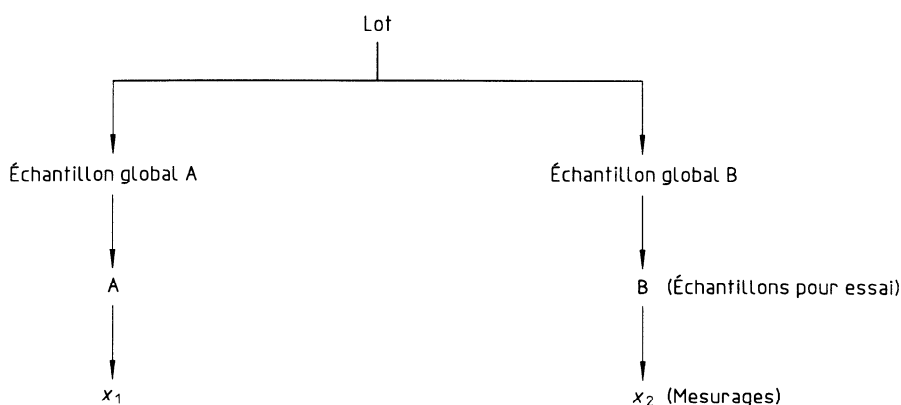 Lot
Échantillon global A
Échantillon global B
A
B (Échantillons pour essai)
x₁
x₂ (Mesurages)